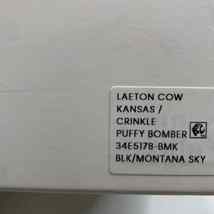 LAETON COW
KANSAS /
CRINKLE
PUFFY BOMBER
34E5178-BMK
BLK/MONTANA SKY